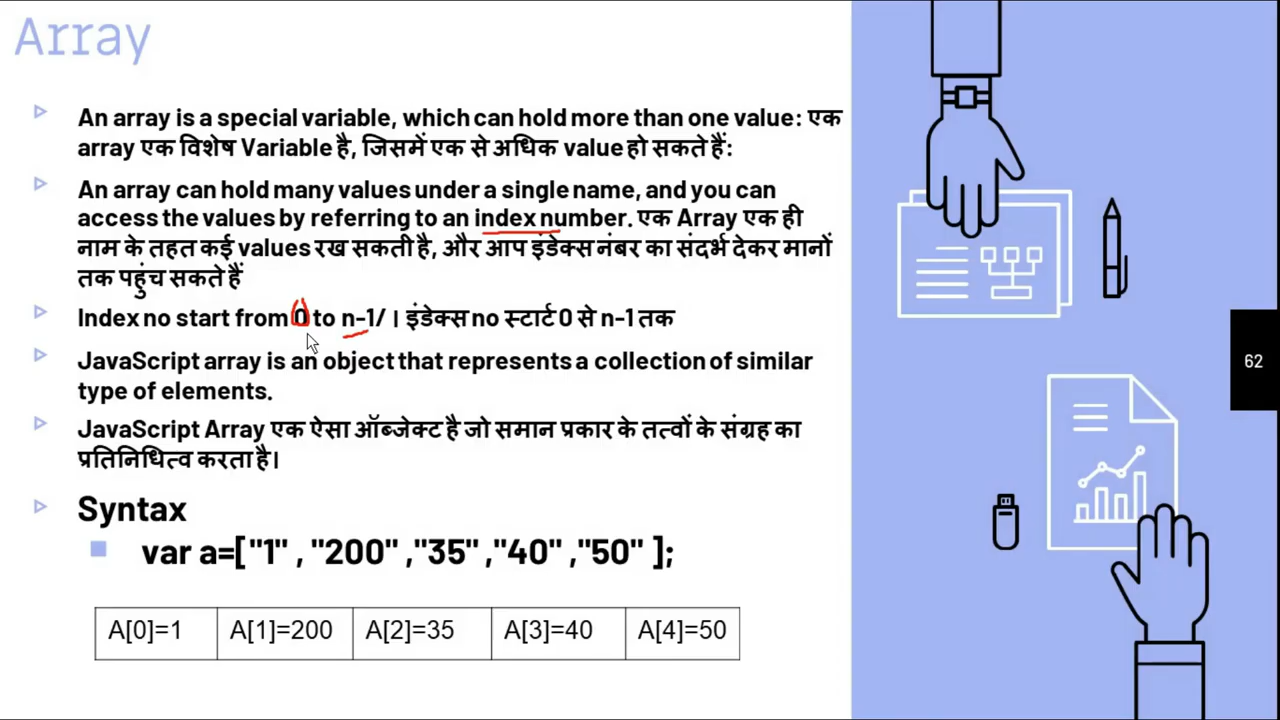 Array
An array is a special variable, which can hold more than one value: एक
array एक विशेष Variable है, जिसमें एक से अधिक value हो सकते हैं:
An array can hold many values under a single name, and you can
access the values by referring to an index number. एक Array एक ही
नाम के तहत कई values रख सकती है, और आप इंडेक्स नंबर का संदर्भ देकर मानों
तक पहुंच सकते हैं
Index no start from 0 to n-1/ | इंडेक्स no स्टार्ट 0 से n-1 तक
JavaScript array is an object that represents a collection of similar
type of elements.
JavaScript Array एक ऐसा ऑब्जेक्ट है जो समान प्रकार के तत्वों के संग्रह का
प्रतिनिधित्व करता है।
Syntax
var a=["1" , "200" ,"35" ,"40" ,"50" ];
A[0]=1 A[1]=200 A[2]=35 A[3]=40 A[4]=50
62